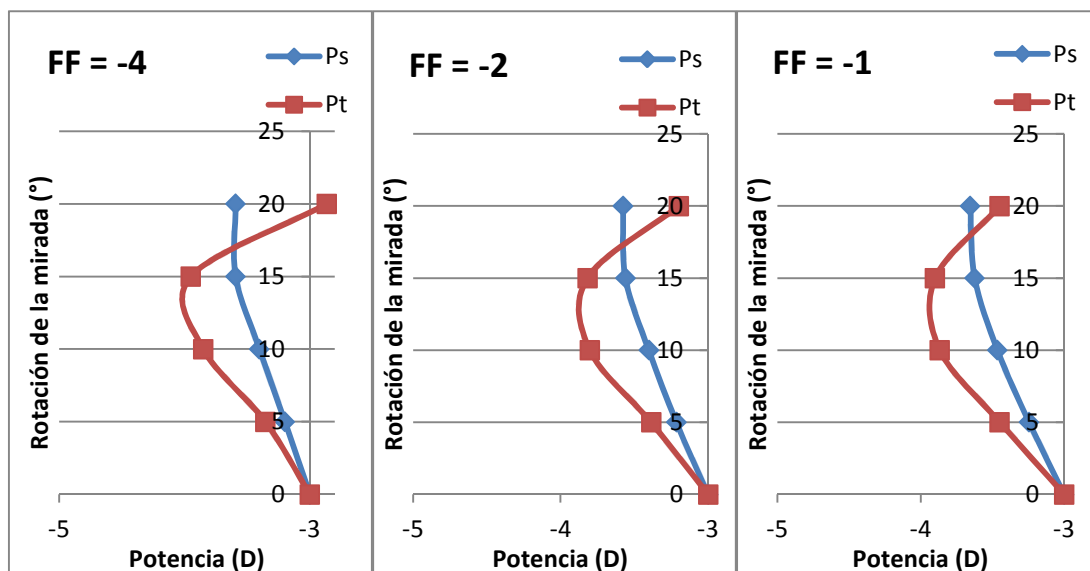 FF = -4
Ps
Pt
25
20
15
10
5
0
-5
-3
Rotación de la mirada (°)
Potencia (D)
FF = -2
Ps
Pt
25
20
15
10
5
0
-5
-4
-3
Rotación de la mirada (°)
Potencia (D)
FF = -1
Ps
Pt
25
20
15
10
5
0
-5
-4
-3
Rotación de la mirada (°)
Potencia (D)